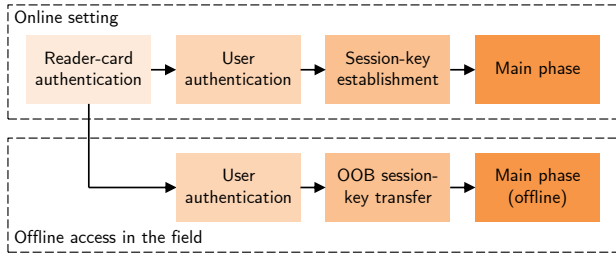 Online setting
Reader-card
authentication
User
authentication
Session-key
establishment
Main phase
User
authentication
OOB session-
key transfer
Main phase
(offline)
Offline access in the field